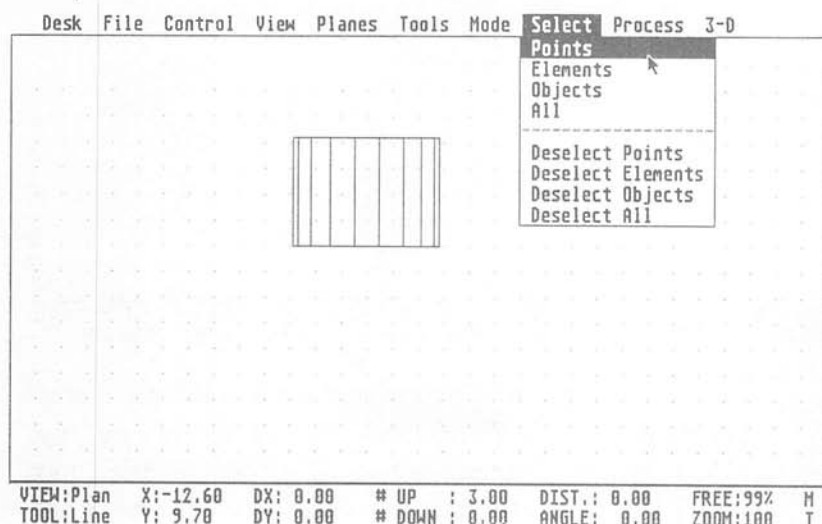 Desk File Control View Planes Tools Mode Select Process 3-D
Points
Elements
Objects
All
Deselect Points
Deselect Elements
Deselect Objects
Deselect All
VIEW:Plan X:-12.60 DX: 0.00 # UP : 3.00 DIST.: 0.00 FREE:99% M
TOOL:Line Y: 9.70 DY: 0.00 # DOWN : 0.00 ANGLE: 0.00 ZOOM:100 T